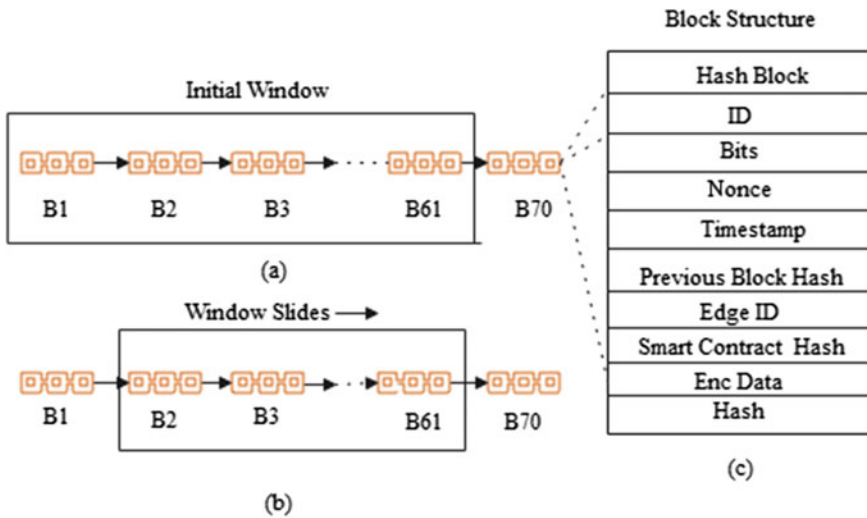 Block Structure
Initial Window
B1 B2 B3 B61 B70
(a)
Window Slides
B1 B2 B3 B61 B70
(b)
Hash Block
ID
Bits
Nonce
Timestamp
Previous Block Hash
Edge ID
Smart Contract Hash
Enc Data
Hash
(c)